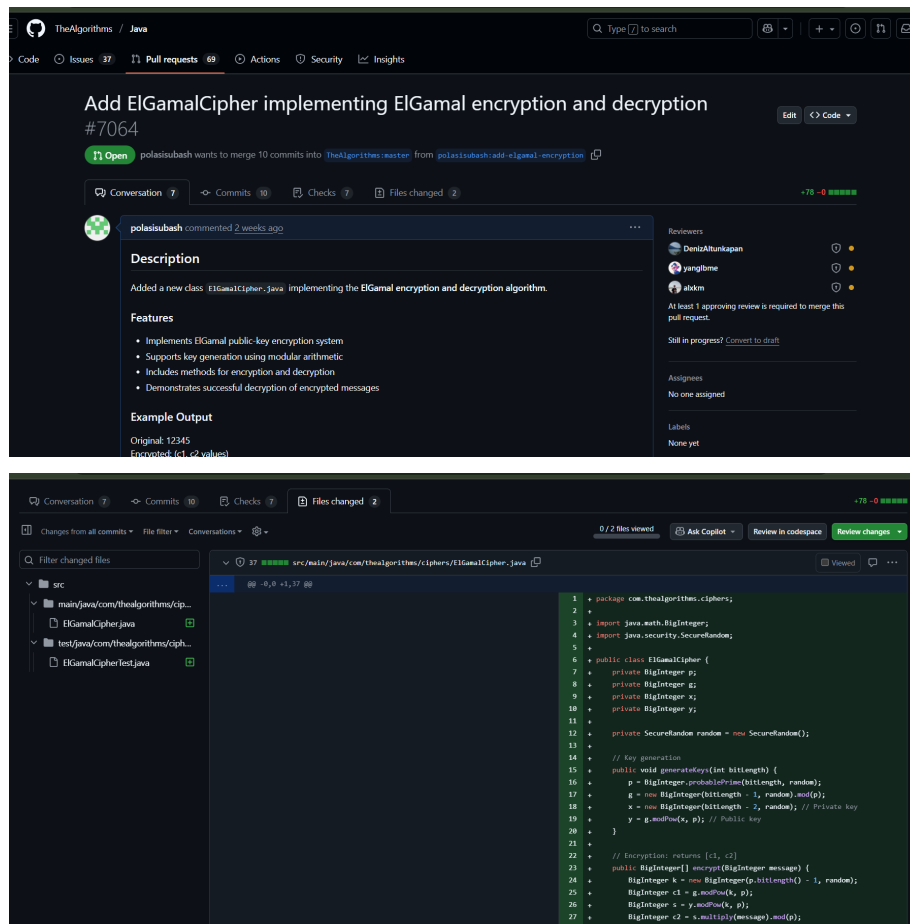 TheAlgorithms / Java
Type / to search
Code Issues 37 Pull requests 69 Actions Security Insights
Add ElGamalCipher implementing ElGamal encryption and decryption
#7064
Edit <> Code
Open polasisubash wants to merge 10 commits into TheAlgorithms:master from polasisubash:add-elgamal-encryption
Conversation 7 Commits 10 Checks 7 Files changed 2 +78 −0
polasisubash commented 2 weeks ago
Description
Added a new class ElGamalCipher.java implementing the ElGamal encryption and decryption algorithm.
Features
• Implements ElGamal public-key encryption system
• Supports key generation using modular arithmetic
• Includes methods for encryption and decryption
• Demonstrates successful decryption of encrypted messages
Example Output
Original: 12345
Encrypted: (c1, c2 values)
Reviewers
DenizAltunkapan
yanglbme
alxkm
At least 1 approving review is required to merge this
pull request.
Still in progress? Convert to draft
Assignees
No one assigned
Labels
None yet
Conversation 7 Commits 10 Checks 7 Files changed 2 +78 −0
Changes from all commits File filter Conversations 0 / 2 files viewed Ask Copilot Review in codespace Review changes
Filter changed files
src
main/java/com/thealgorithms/cip...
ElGamalCipher.java
test/java/com/thealgorithms/ciph...
ElGamalCipherTest.java
37 src/main/java/com/thealgorithms/ciphers/ElGamalCipher.java Viewed
... @@ -0,0 +1,37 @@
1 + package com.thealgorithms.ciphers;
2 +
3 + import java.math.BigInteger;
4 + import java.security.SecureRandom;
5 +
6 + public class ElGamalCipher {
7 + private BigInteger p;
8 + private BigInteger g;
9 + private BigInteger x;
10 + private BigInteger y;
11 +
12 + private SecureRandom random = new SecureRandom();
13 +
14 + // Key generation
15 + public void generateKeys(int bitLength) {
16 + p = BigInteger.probablePrime(bitLength, random);
17 + g = new BigInteger(bitLength - 1, random).mod(p);
18 + x = new BigInteger(bitLength - 2, random); // Private key
19 + y = g.modPow(x, p); // Public key
20 + }
21 +
22 + // Encryption: returns [c1, c2]
23 + public BigInteger[] encrypt(BigInteger message) {
24 + BigInteger k = new BigInteger(p.bitLength() - 1, random);
25 + BigInteger c1 = g.modPow(k, p);
26 + BigInteger s = y.modPow(k, p);
27 + BigInteger c2 = s.multiply(message).mod(p);